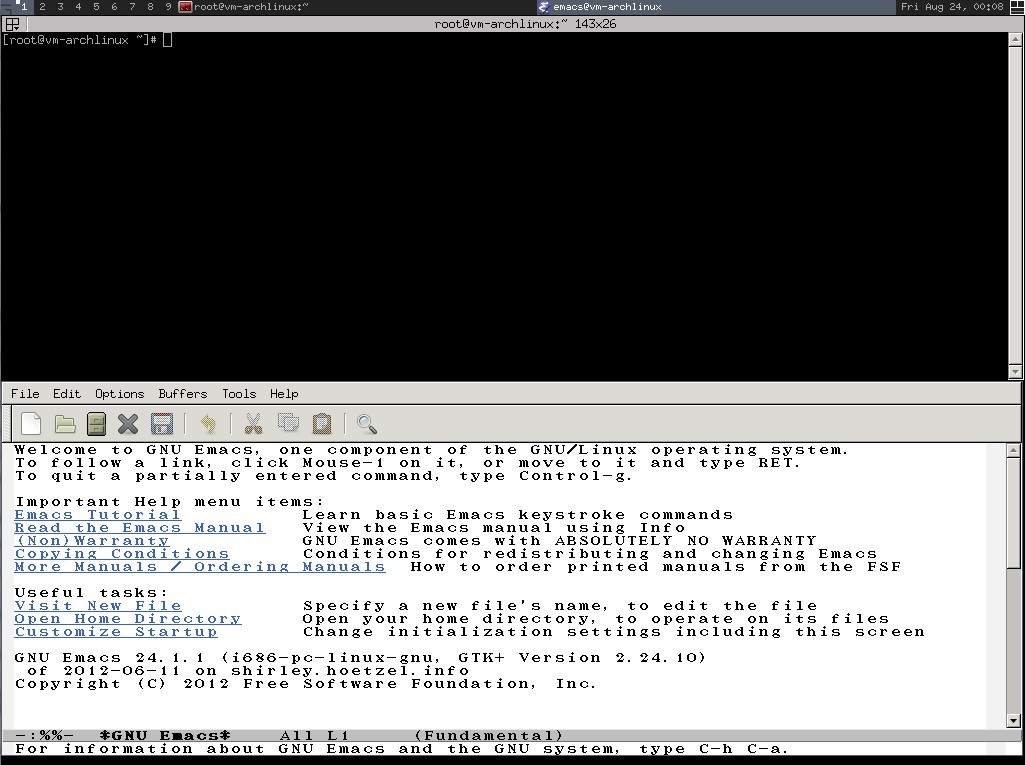 1 2 3 4 5 6 7 8 9 root@vm-archlinux:~ emacs@vm-archlinux Fri Aug 24, 00:08
root@vm-archlinux:~ 143x26
[root@vm-archlinux ~]#
File Edit Options Buffers Tools Help
Welcome to GNU Emacs, one component of the GNU/Linux operating system.
To follow a link, click Mouse-1 on it, or move to it and type RET.
To quit a partially entered command, type Control-g.
Important Help menu items:
Emacs Tutorial Learn basic Emacs keystroke commands
Read the Emacs Manual View the Emacs manual using Info
(Non)Warranty GNU Emacs comes with ABSOLUTELY NO WARRANTY
Copying Conditions Conditions for redistributing and changing Emacs
More Manuals / Ordering Manuals How to order printed manuals from the FSF
Useful tasks:
Visit New File Specify a new file's name, to edit the file
Open Home Directory Open your home directory, to operate on its files
Customize Startup Change initialization settings including this screen
GNU Emacs 24.1.1 (i686-pc-linux-gnu, GTK+ Version 2.24.10)
of 2012-06-11 on shirley.hoetzel.info
Copyright (C) 2012 Free Software Foundation, Inc.
-:%%- *GNU Emacs* All L1 (Fundamental)
For information about GNU Emacs and the GNU system, type C-h C-a.